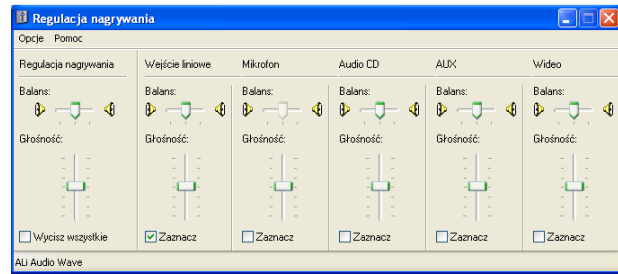 Regulacja nagrywania
Opcje Pomoc
Regulacja nagrywania Wejście liniowe Mikrofon Audio CD AUX Wideo
Balans: Balans: Balans: Balans: Balans: Balans:
Głośność: Głośność: Głośność: Głośność: Głośność: Głośność:
Wycisz wszystkie Zaznacz Zaznacz Zaznacz Zaznacz Zaznacz
ALi Audio Wave